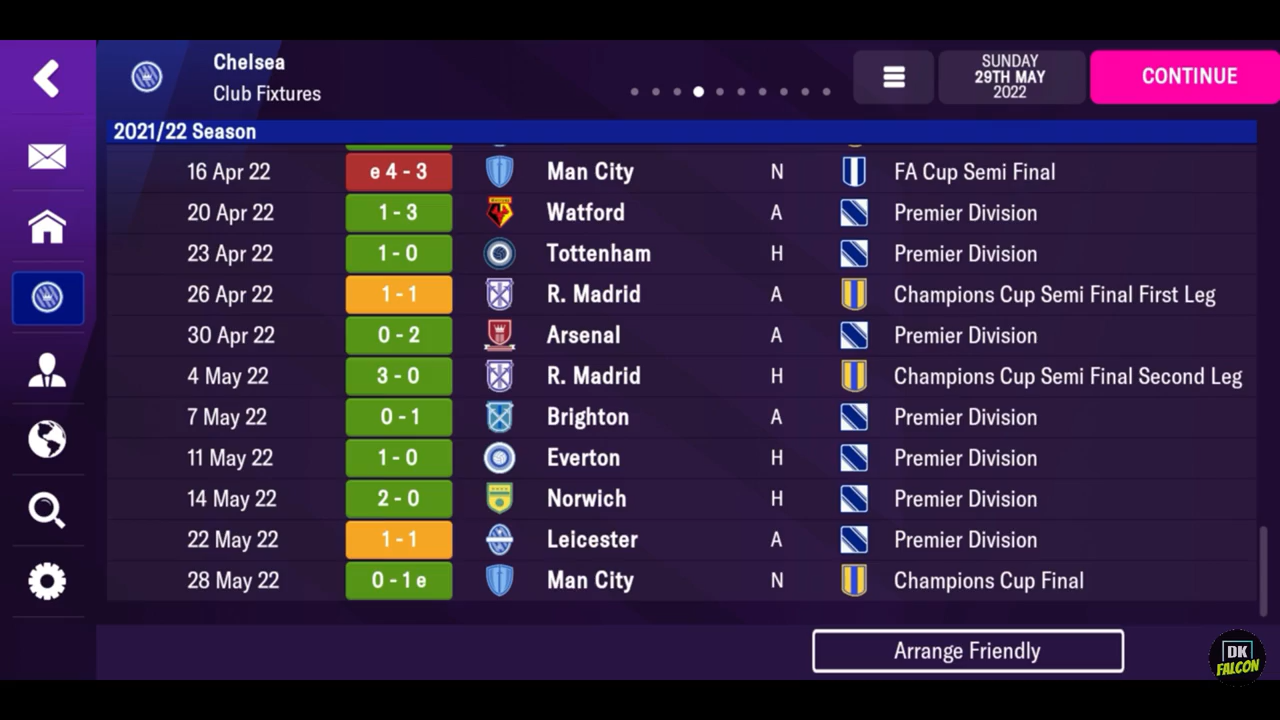 Chelsea
Club Fixtures
SUNDAY
29TH MAY
2022
CONTINUE
2021/22 Season
16 Apr 22 e 4 - 3 Man City N FA Cup Semi Final
20 Apr 22 1 - 3 Watford A Premier Division
23 Apr 22 1 - 0 Tottenham H Premier Division
26 Apr 22 1 - 1 R. Madrid A Champions Cup Semi Final First Leg
30 Apr 22 0 - 2 Arsenal A Premier Division
4 May 22 3 - 0 R. Madrid H Champions Cup Semi Final Second Leg
7 May 22 0 - 1 Brighton A Premier Division
11 May 22 1 - 0 Everton H Premier Division
14 May 22 2 - 0 Norwich H Premier Division
22 May 22 1 - 1 Leicester A Premier Division
28 May 22 0 - 1 e Man City N Champions Cup Final
Arrange Friendly
DK
FALCON